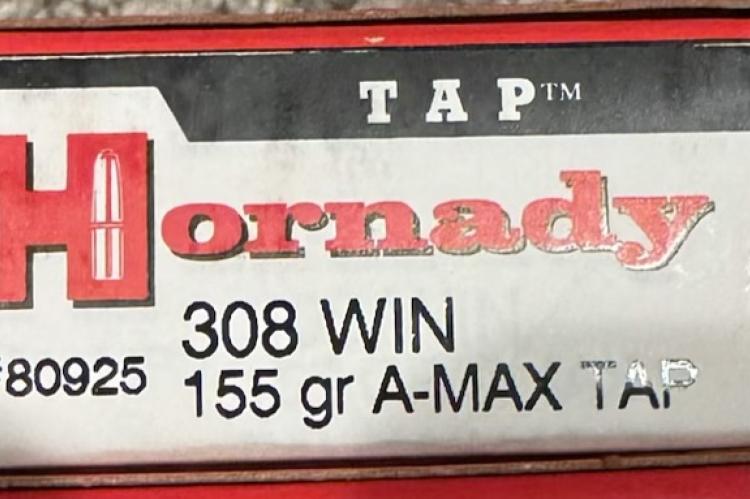 TAP™
Hornady
308 WIN
#80925
155 gr A-MAX TAP